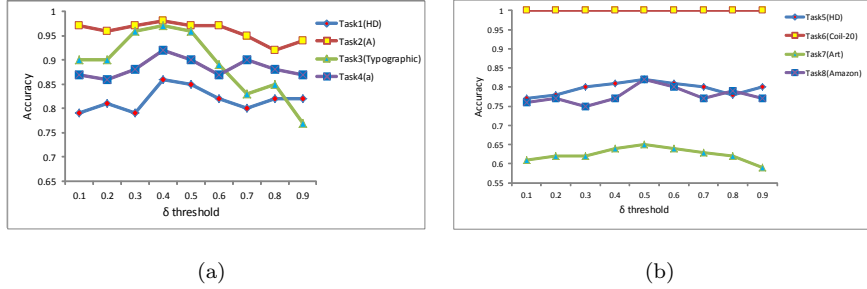 1
0.95
0.9
0.85
0.8
0.75
0.7
0.65
Accuracy
0.1 0.2 0.3 0.4 0.5 0.6 0.7 0.8 0.9
δ threshold
Task1(HD)
Task2(A)
Task3(Typographic)
Task4(a)
(a)
1
0.95
0.9
0.85
0.8
0.75
0.7
0.65
0.6
0.55
Accuracy
0.1 0.2 0.3 0.4 0.5 0.6 0.7 0.8 0.9
δ threshold
Task5(HD)
Task6(Coil-20)
Task7(Art)
Task8(Amazon)
(b)